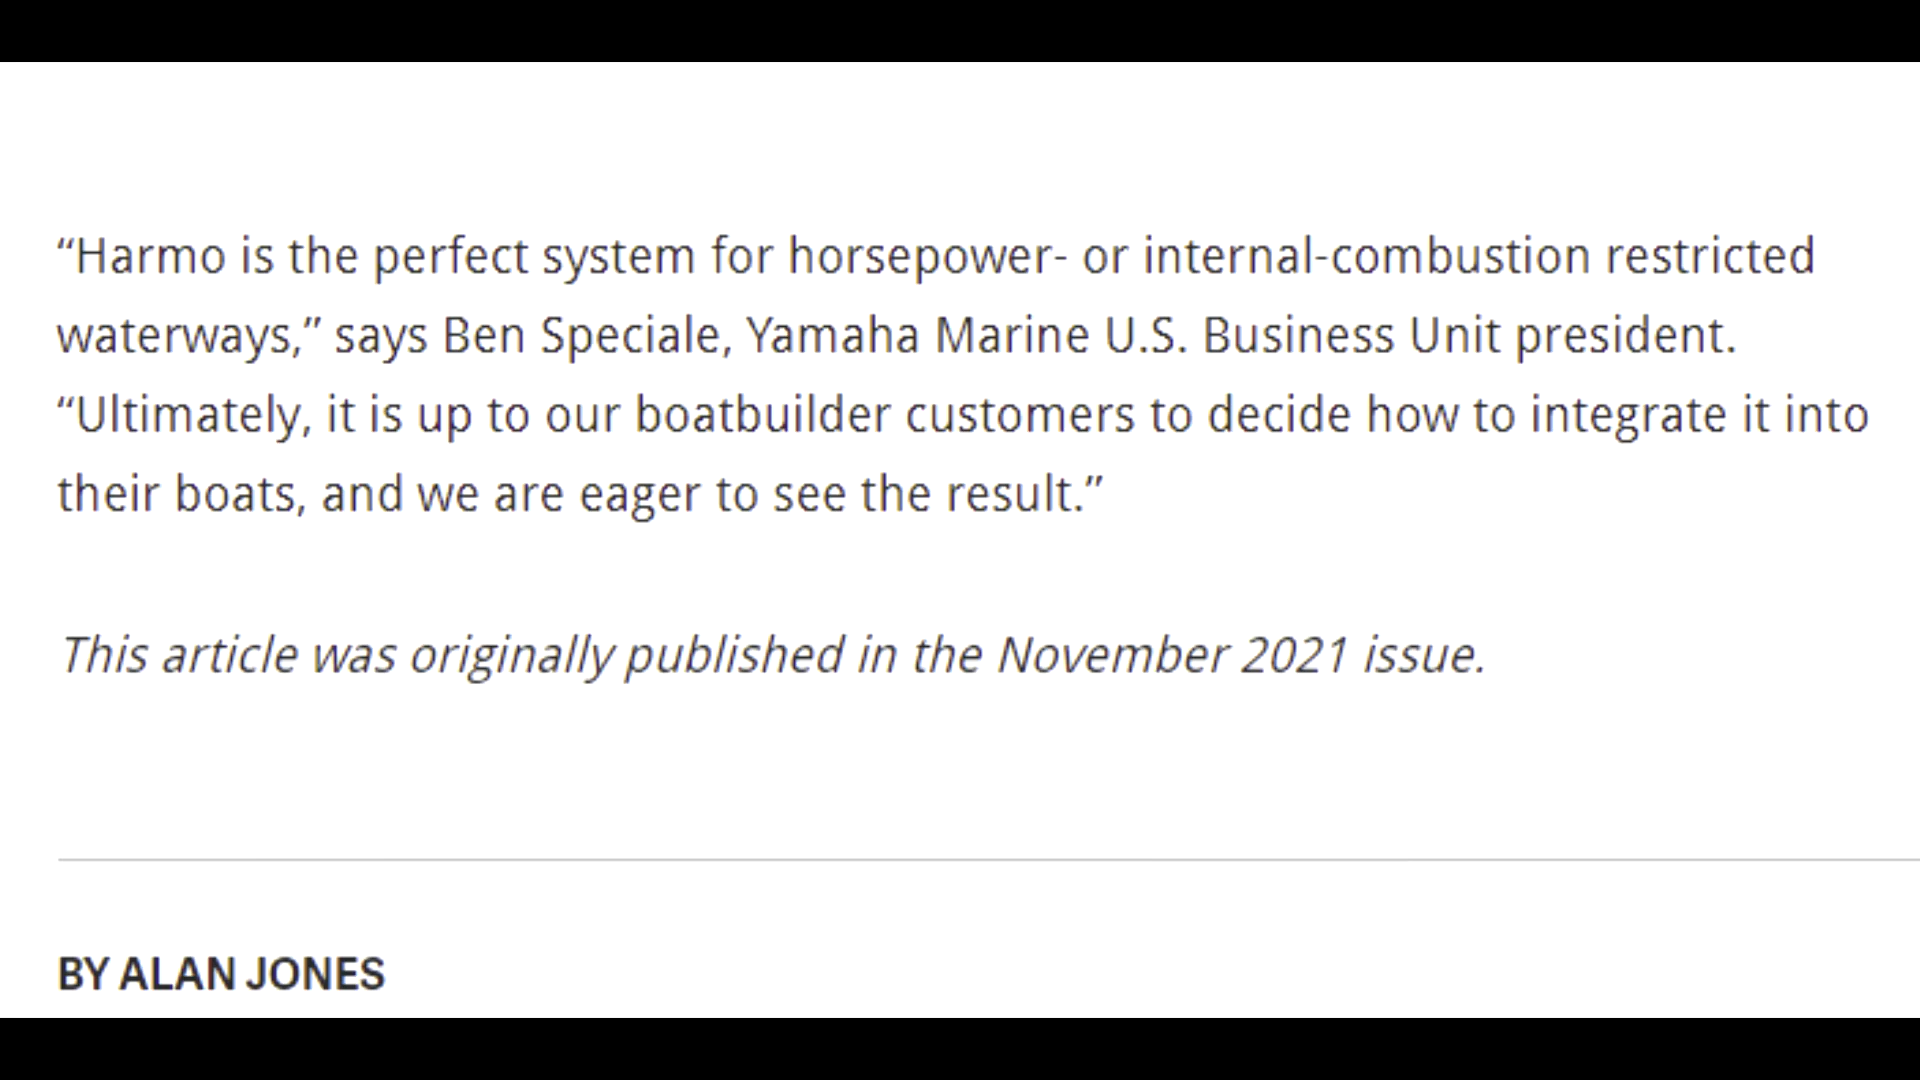 “Harmo is the perfect system for horsepower- or internal-combustion restricted
waterways,” says Ben Speciale, Yamaha Marine U.S. Business Unit president.
“Ultimately, it is up to our boatbuilder customers to decide how to integrate it into
their boats, and we are eager to see the result.”
This article was originally published in the November 2021 issue.
BY ALAN JONES